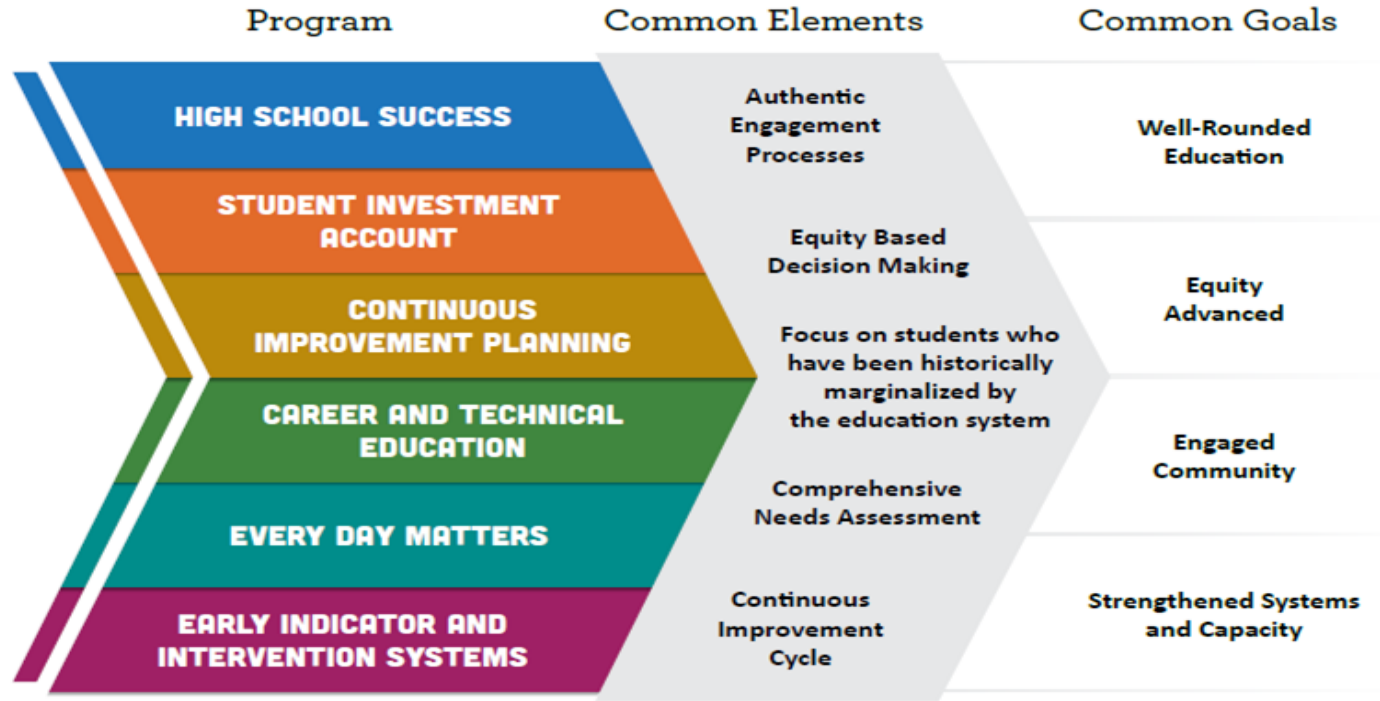 Program
Common Elements
Common Goals
HIGH SCHOOL SUCCESS
STUDENT INVESTMENT
ACCOUNT
CONTINUOUS
IMPROVEMENT PLANNING
CAREER AND TECHNICAL
EDUCATION
EVERY DAY MATTERS
EARLY INDICATOR AND
INTERVENTION SYSTEMS
Authentic
Engagement
Processes
Equity Based
Decision Making
Focus on students who
have been historically
marginalized by
the education system
Comprehensive
Needs Assessment
Continuous
Improvement
Cycle
Well-Rounded
Education
Equity
Advanced
Engaged
Community
Strengthened Systems
and Capacity